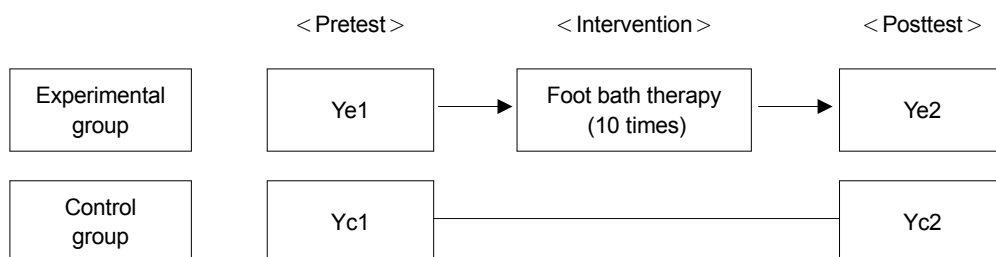 ＜Pretest＞ ＜Intervention＞ ＜Posttest＞
Experimental
group
Ye1
Foot bath therapy
(10 times)
Ye2
Control
group
Yc1
Yc2